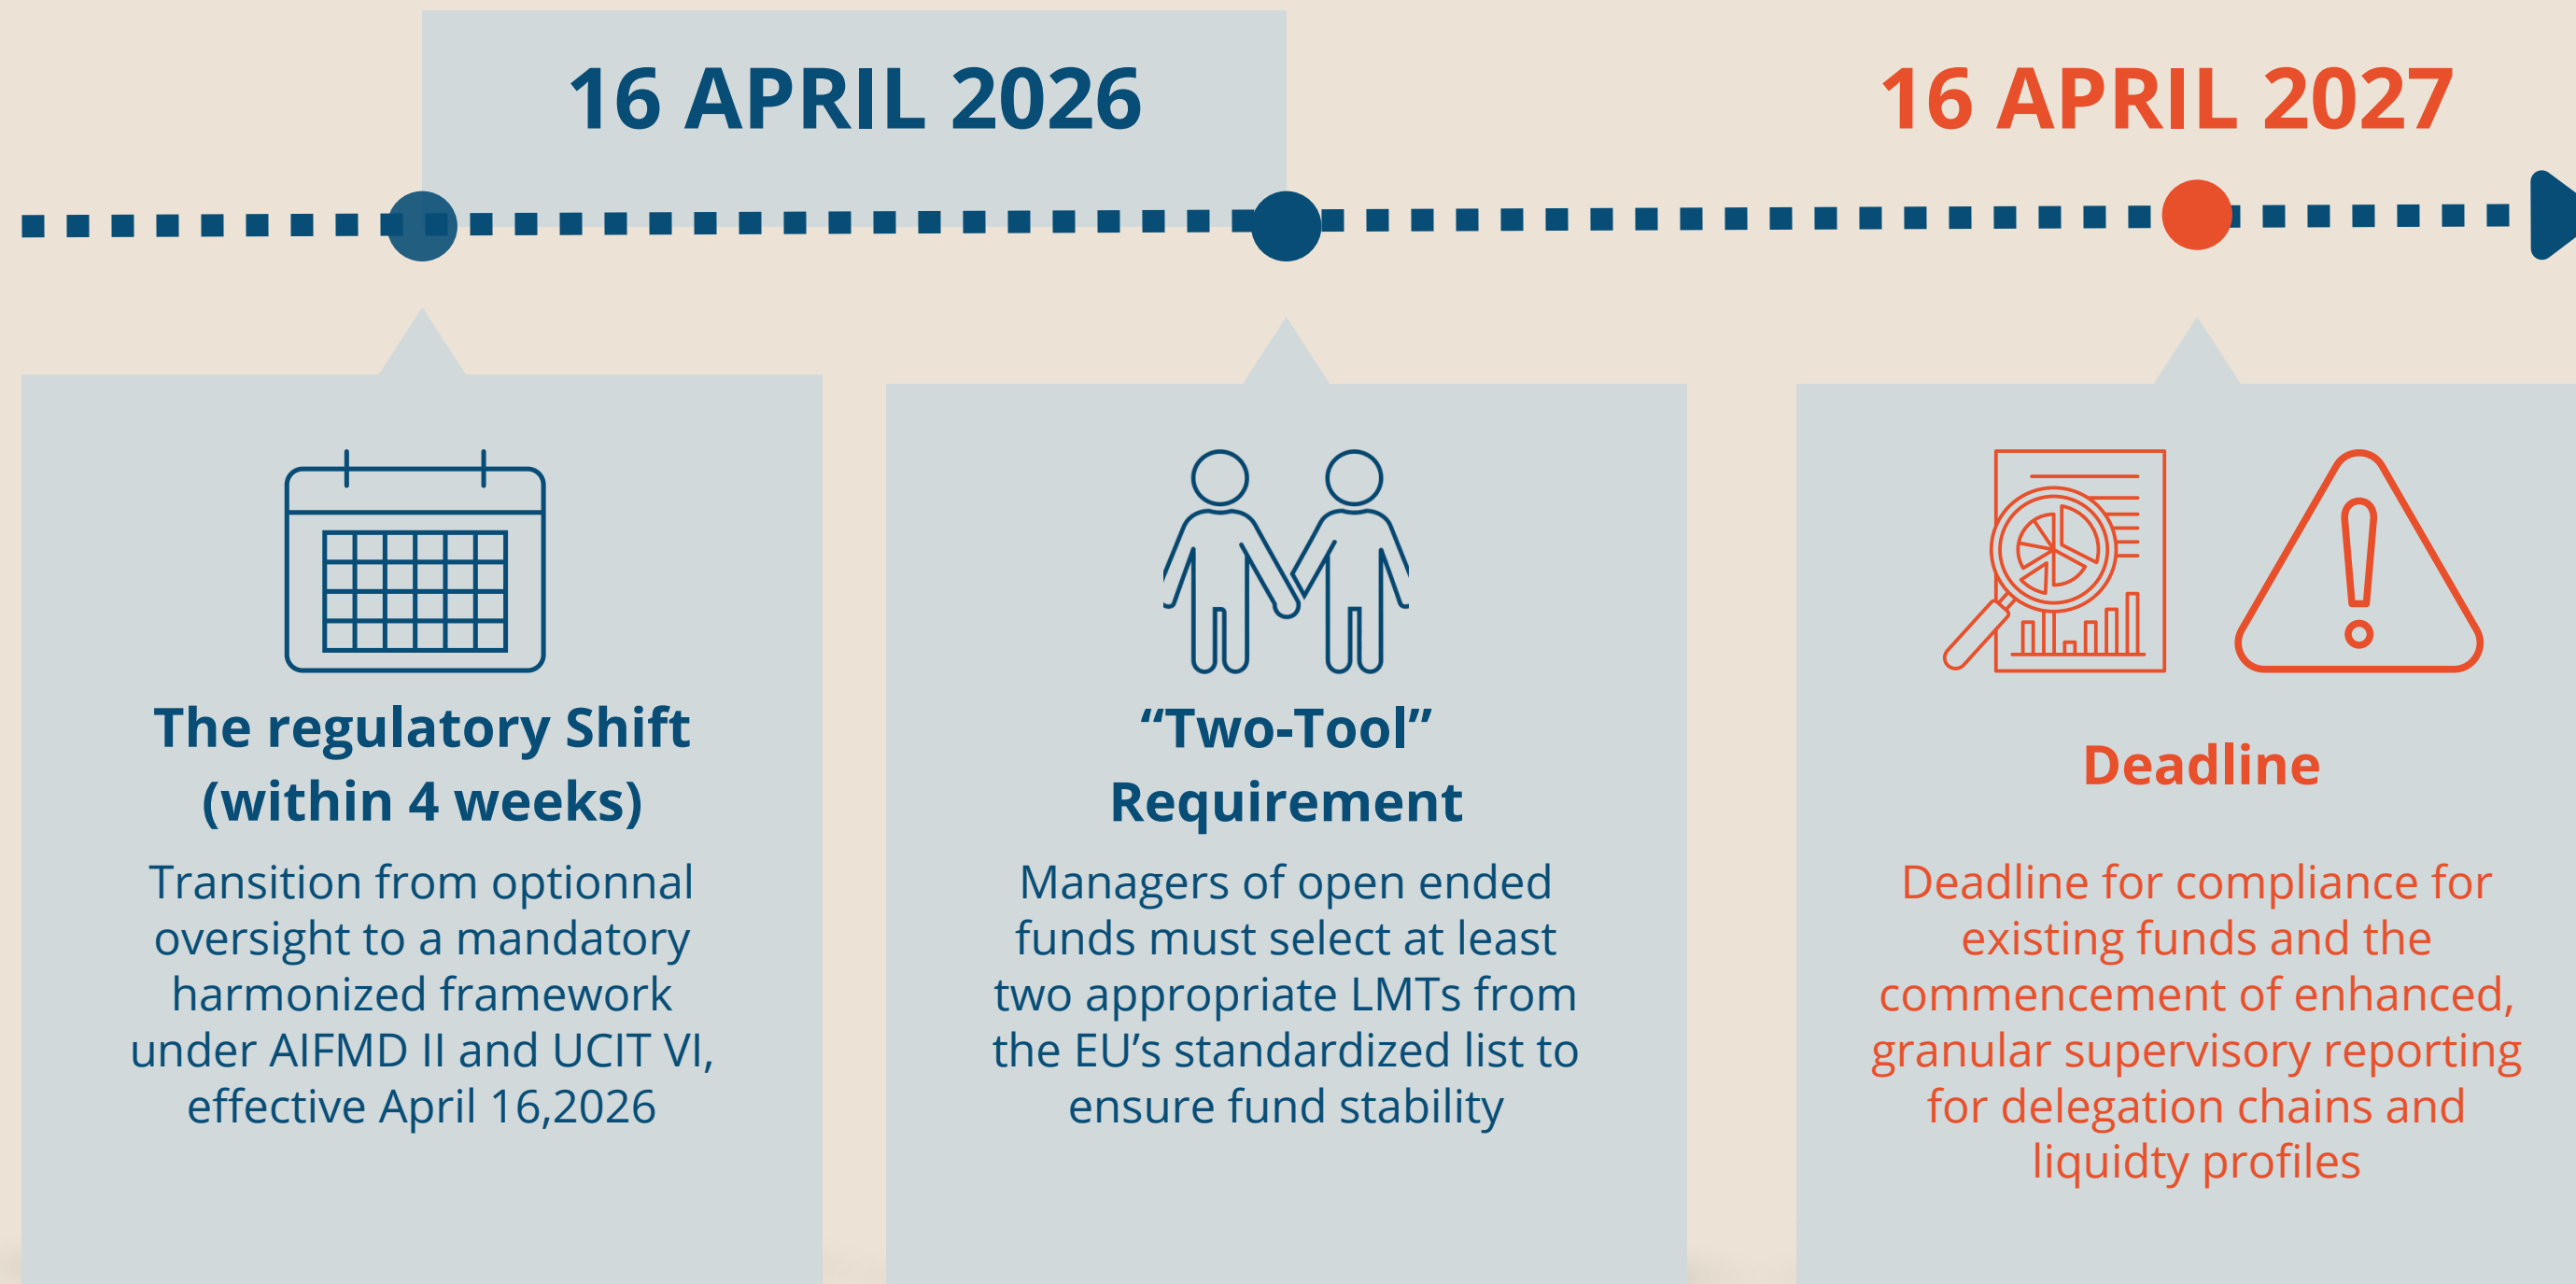 16 APRIL 2026
16 APRIL 2027
The regulatory Shift
(within 4 weeks)
Transition from optionnal
oversight to a mandatory
harmonized framework
under AIFMD II and UCIT VI,
effective April 16,2026
“Two-Tool”
Requirement
Managers of open ended
funds must select at least
two appropriate LMTs from
the EU’s standardized list to
ensure fund stability
Deadline
Deadline for compliance for
existing funds and the
commencement of enhanced,
granular supervisory reporting
for delegation chains and
liquidty profiles